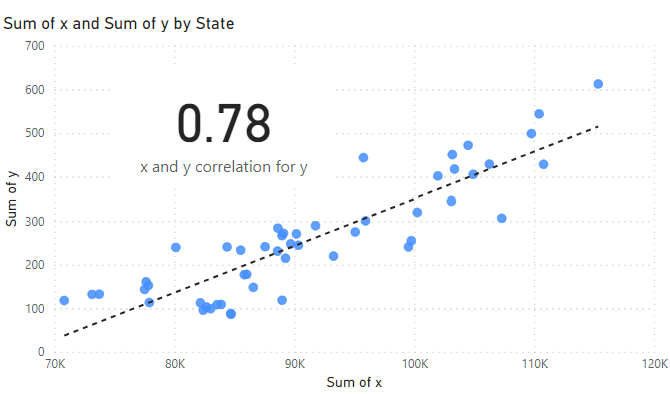 Sum of x and Sum of y by State
700
600
500
400
300
200
100
0
Sum of y
0.78
x and y correlation for y
70K 80K 90K 100K 110K 120K
Sum of x